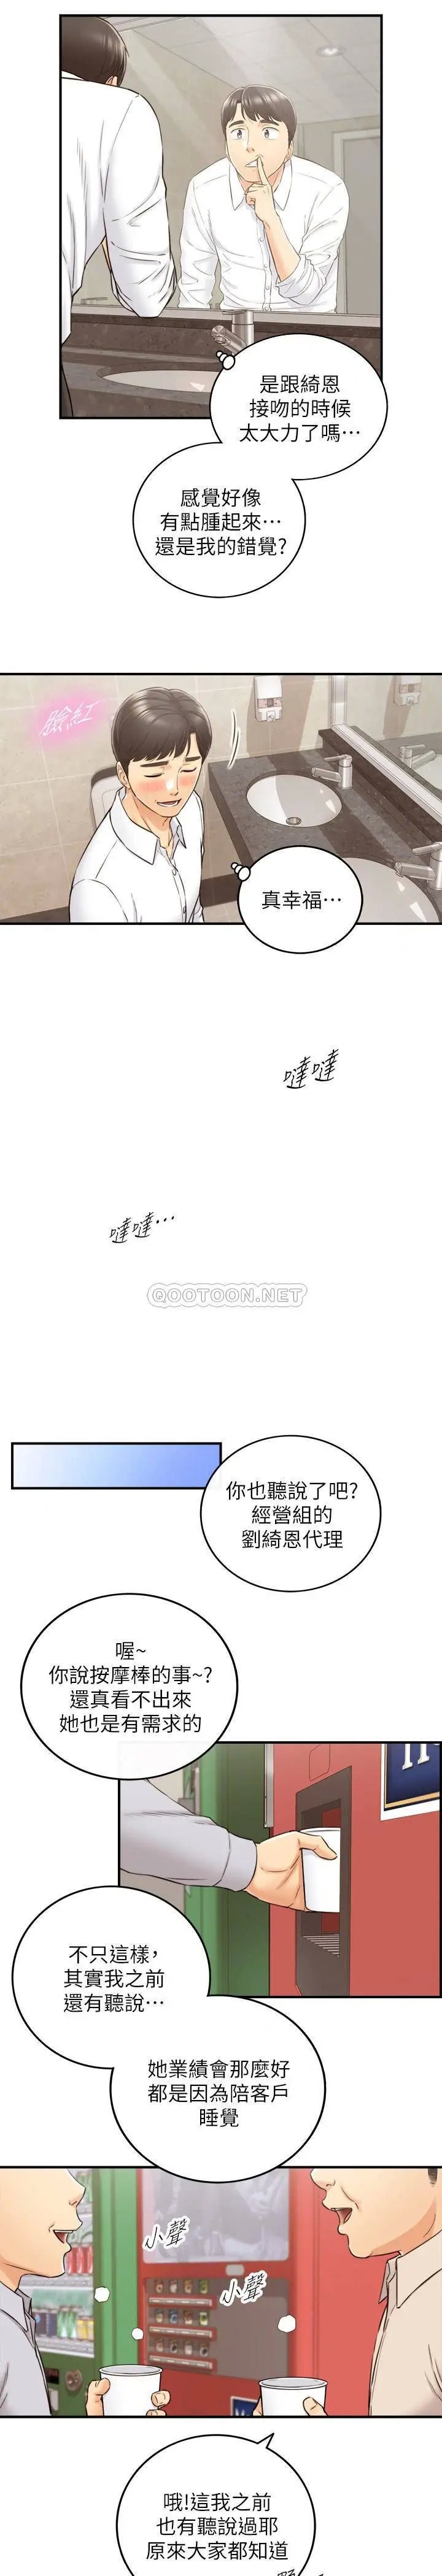 是跟綺恩
接吻的時候
太大力了嗎…
感覺好像
有點腫起來…
還是我的錯覺?
臉紅
真幸福…
噠噠
噠噠…
QOOTOON.NET
你也聽說了吧?
經營組的
劉綺恩代理
喔~
你說按摩棒的事~?
還真看不出來
她也是有需求的
不只這樣,
其實我之前
還有聽說…
她業績會那麼好
都是因為陪客戶
睡覺
小聲
小聲
哦!這我之前
也有聽說過耶
原來大家都知道